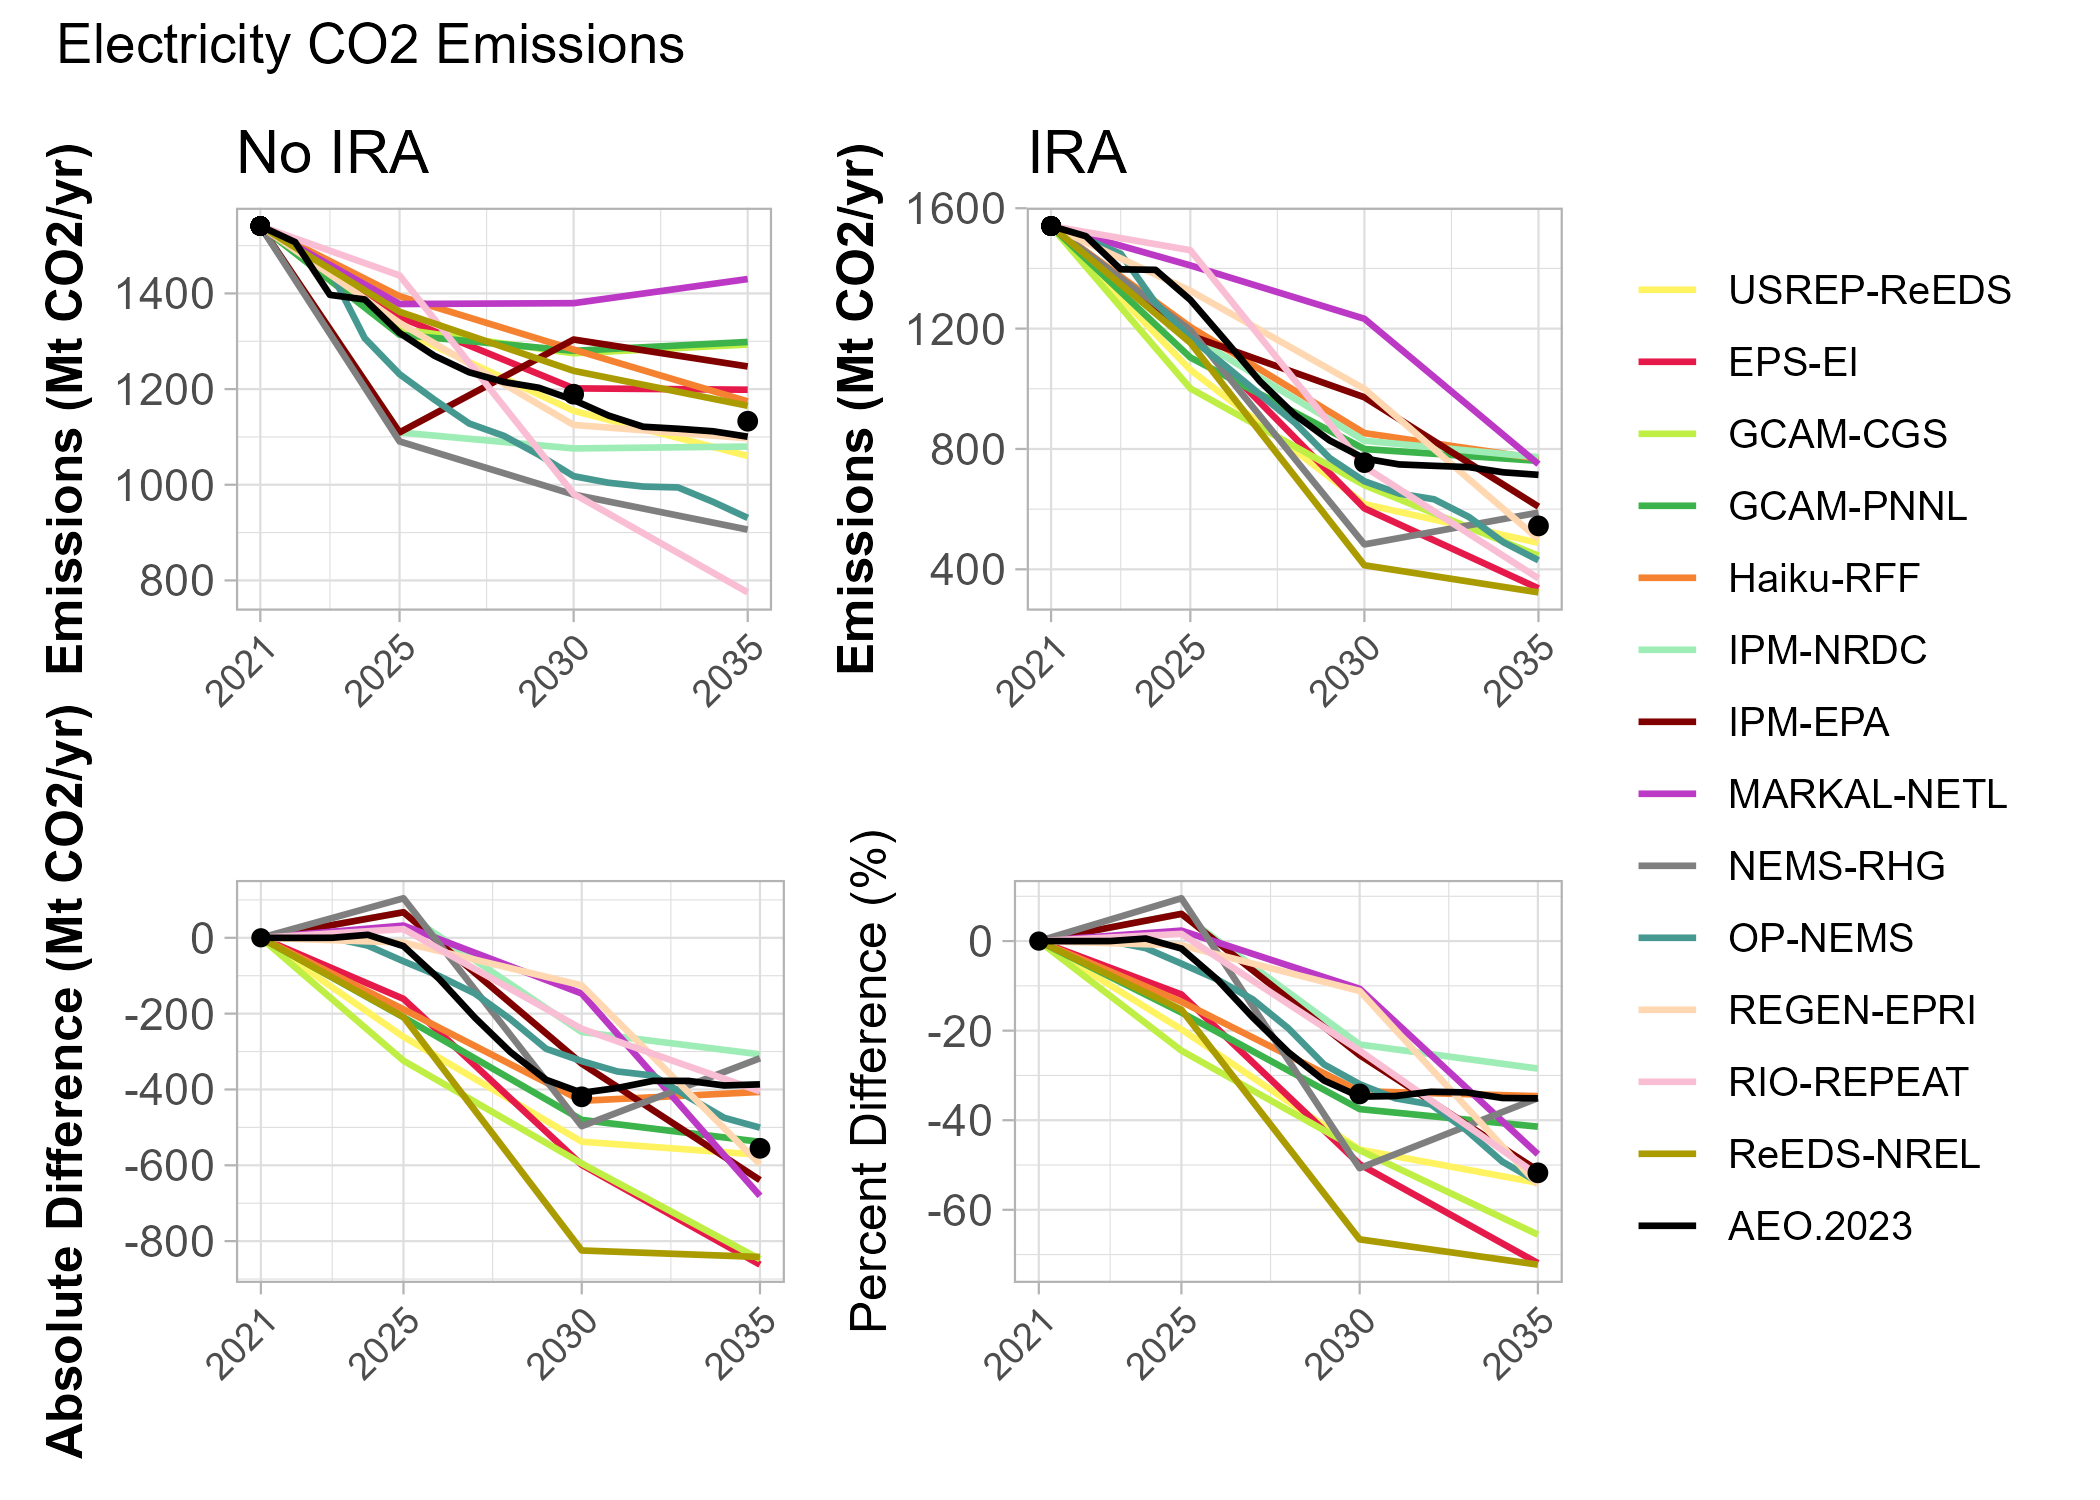 Electricity CO2 Emissions
No IRA
Emissions (Mt CO2/yr)
1400
1200
1000
800
2021
2025
2030
2035
IRA
Emissions (Mt CO2/yr)
1600
1200
800
400
2021
2025
2030
2035
Absolute Difference (Mt CO2/yr)
0
-200
-400
-600
-800
2021
2025
2030
2035
Percent Difference (%)
0
-20
-40
-60
2021
2025
2030
2035
USREP-ReEDS
EPS-EI
GCAM-CGS
GCAM-PNNL
Haiku-RFF
IPM-NRDC
IPM-EPA
MARKAL-NETL
NEMS-RHG
OP-NEMS
REGEN-EPRI
RIO-REPEAT
ReEDS-NREL
AEO.2023